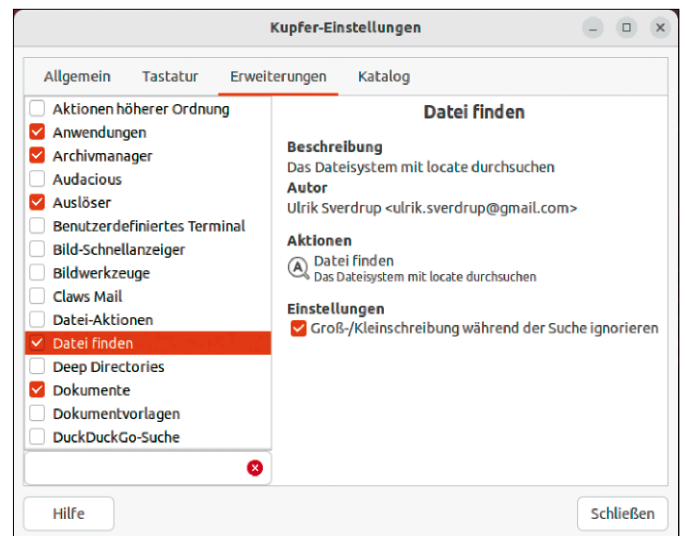 Kupfer-Einstellungen
Allgemein Tastatur Erweiterungen Katalog
Aktionen höherer Ordnung
Anwendungen
Archivmanager
Audacious
Auslöser
Benutzerdefiniertes Terminal
Bild-Schnellanzeiger
Bildwerkzeuge
Claws Mail
Datei-Aktionen
Datei finden
Deep Directories
Dokumente
Dokumentvorlagen
DuckDuckGo-Suche
Datei finden
Beschreibung
Das Dateisystem mit locate durchsuchen
Autor
Ulrik Sverdrup <ulrik.sverdrup@gmail.com>
Aktionen
A Datei finden
Das Dateisystem mit locate durchsuchen
Einstellungen
Groß-/Kleinschreibung während der Suche ignorieren
Hilfe
Schließen